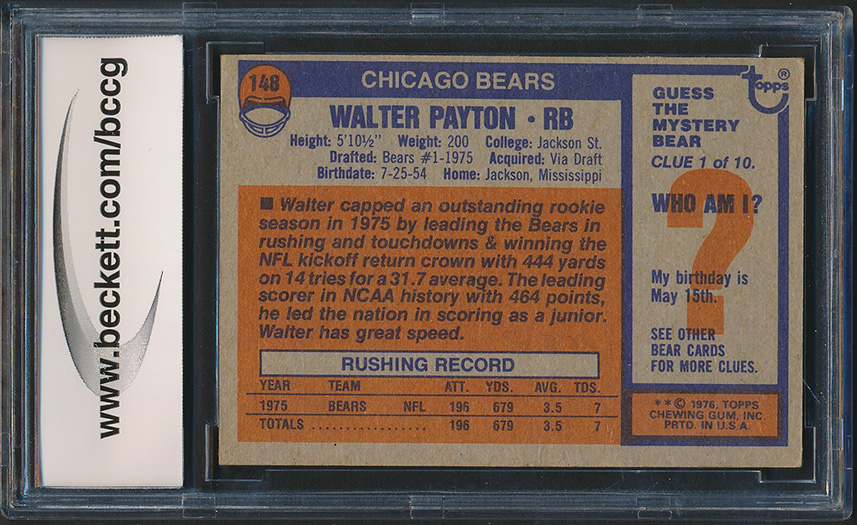 www.beckett.com/bccg
148
CHICAGO BEARS
WALTER PAYTON • RB
Height: 5'10½" Weight: 200 College: Jackson St.
Drafted: Bears #1-1975 Acquired: Via Draft
Birthdate: 7-25-54 Home: Jackson, Mississippi
■ Walter capped an outstanding rookie
season in 1975 by leading the Bears in
rushing and touchdowns & winning the
NFL kickoff return crown with 444 yards
on 14 tries for a 31.7 average. The leading
scorer in NCAA history with 464 points,
he led the nation in scoring as a junior.
Walter has great speed.
RUSHING RECORD
YEAR TEAM ATT. YDS. AVG. TDS.
1975 BEARS NFL 196 679 3.5 7
TOTALS .................. 196 679 3.5 7
topps®
GUESS
THE
MYSTERY
BEAR
CLUE 1 of 10.
?
WHO AM I?
My birthday is
May 15th.
SEE OTHER
BEAR CARDS
FOR MORE CLUES.
**© 1976, TOPPS
CHEWING GUM, INC
PRTD. IN U.S.A.